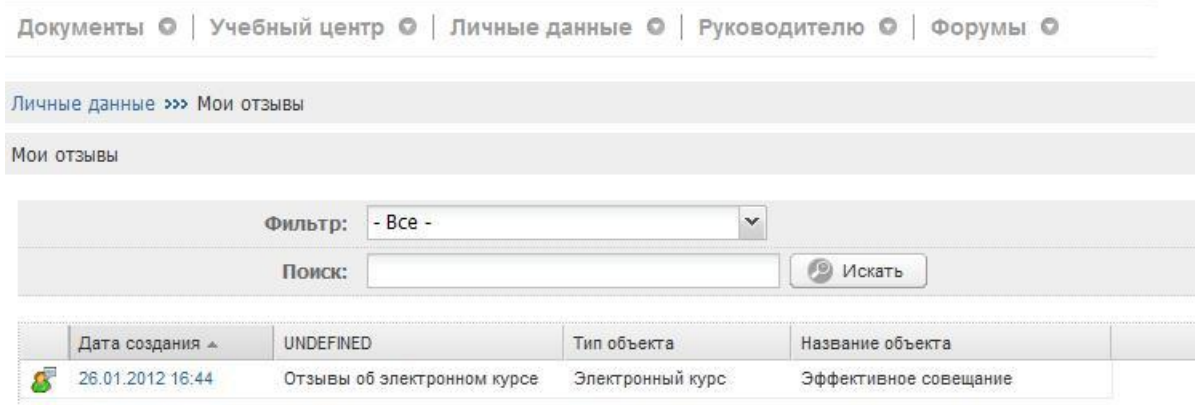 Документы | Учебный центр | Личные данные | Руководителю | Форумы
Личные данные >>> Мои отзывы
Мои отзывы
Фильтр: - Все -
Поиск: Искать
Дата создания UNDEFINED Тип объекта Название объекта
26.01.2012 16:44 Отзывы об электронном курсе Электронный курс Эффективное совещание